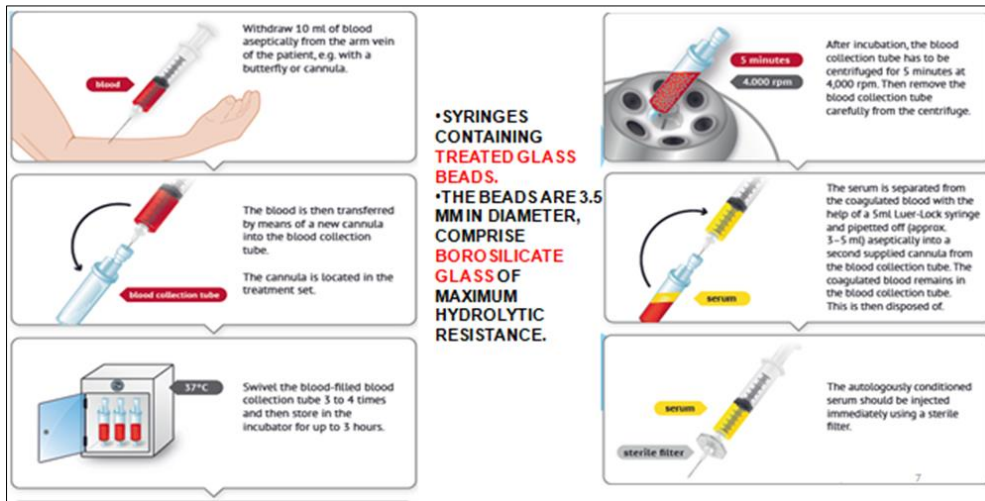 Withdraw 10 ml of blood
aseptically from the arm vein
of the patient, e.g. with a
butterfly or cannula.
blood
The blood is then transferred
by means of a new cannula
into the blood collection
tube.
The cannula is located in the
treatment set.
blood collection tube
37°C
Swivel the blood-filled blood
collection tube 3 to 4 times
and then store in the
incubator for up to 3 hours.
•SYRINGES
CONTAINING
TREATED GLASS
BEADS.
•THE BEADS ARE 3.5
MM IN DIAMETER,
COMPRISE
BOROSILICATE
GLASS OF
MAXIMUM
HYDROLYTIC
RESISTANCE.
5 minutes
4.000 rpm
After incubation, the blood
collection tube has to be
centrifuged for 5 minutes at
4,000 rpm. Then remove the
blood collection tube
carefully from the centrifuge.
The serum is separated from
the coagulated blood with the
help of a 5ml Luer-Lock syringe
and pipetted off (approx.
3–5 ml) aseptically into a
second supplied cannula from
the blood collection tube. The
coagulated blood remains in
the blood collection tube.
This is then disposed of.
serum
The autologously conditioned
serum should be injected
immediately using a sterile
filter.
serum
sterile filter
7